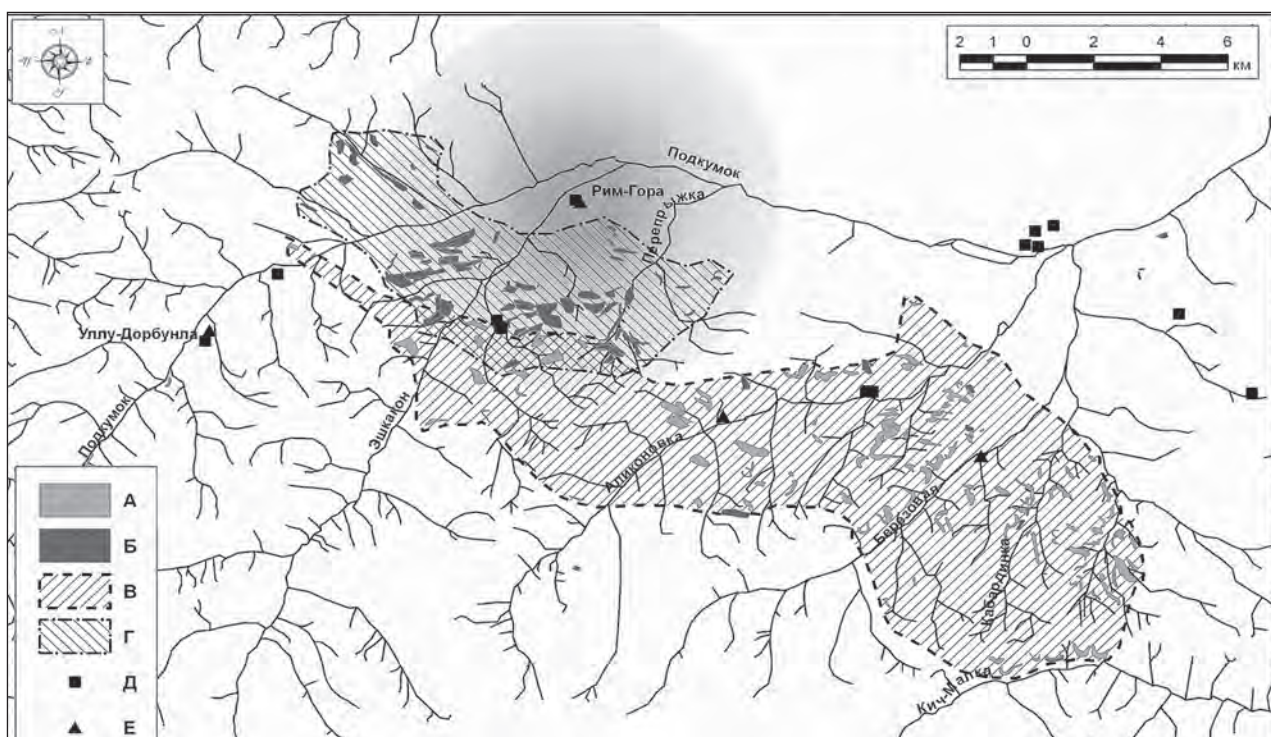 2 1 0 2 4 6
км
Подкумок
Рим-Гора
Перепрыжка
Уллу-Дорбунла
Подкумок
Эшкакон
Аликоновка
Берёзовая
Кабардинка
Кич-Малка
А
Б
В
Г
Д
Е